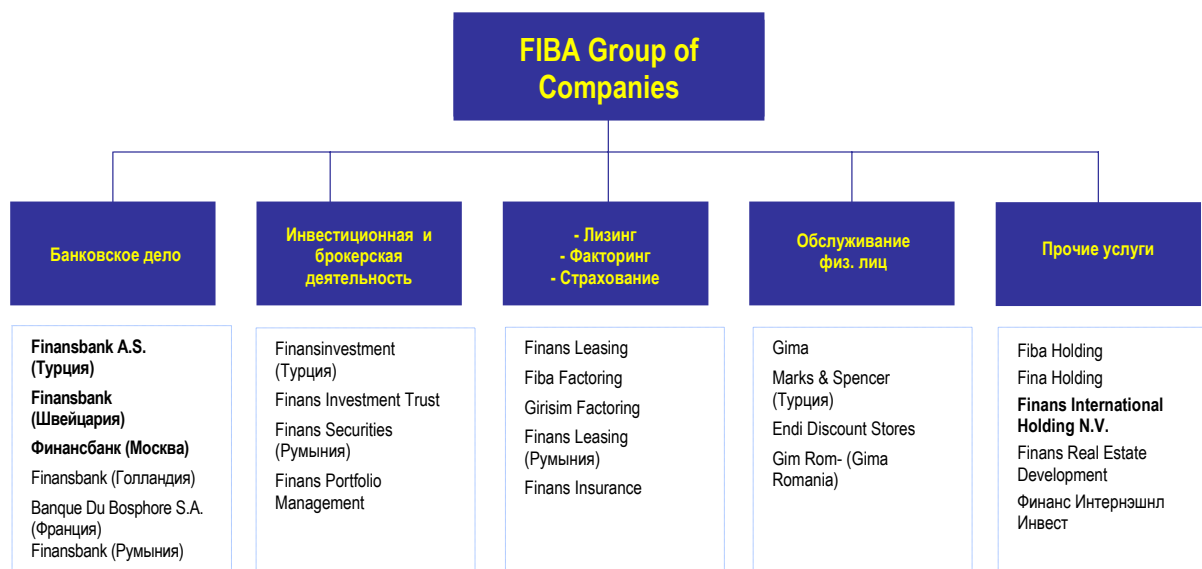 FIBA Group of
Companies
Банковское дело
Инвестиционная и
брокерская
деятельность
- Лизинг
- Факторинг
- Страхование
Обслуживание
физ. лиц
Прочие услуги
Finansbank A.S.
(Турция)
Finansbank
(Швейцария)
Финансбанк (Москва)
Finansbank (Голландия)
Banque Du Bosphore S.A.
(Франция)
Finansbank (Румыния)
Finansinvestment
(Турция)
Finans Investment Trust
Finans Securities
(Румыния)
Finans Portfolio
Management
Finans Leasing
Fiba Factoring
Girisim Factoring
Finans Leasing
(Румыния)
Finans Insurance
Gima
Marks & Spencer
(Турция)
Endi Discount Stores
Gim Rom- (Gima
Romania)
Fiba Holding
Fina Holding
Finans International
Holding N.V.
Finans Real Estate
Development
Финанс Интернэшнл
Инвест